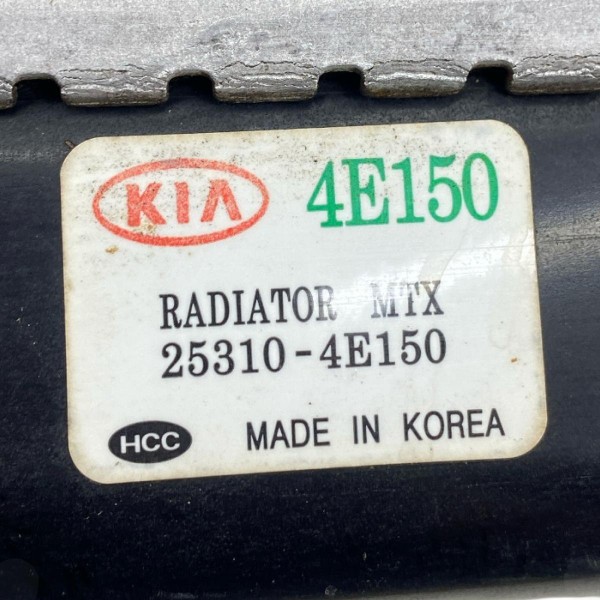 KIA 4E150
RADIATOR MTX
25310-4E150
HCC MADE IN KOREA